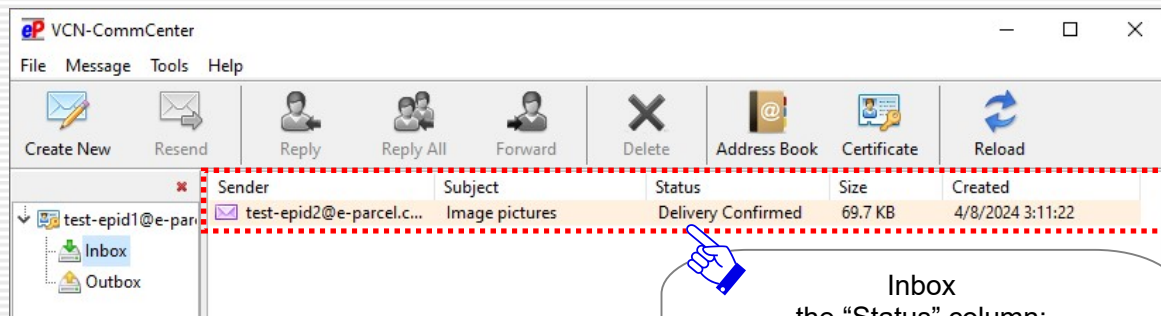 eP VCN-CommCenter
File Message Tools Help
Create New Resend Reply Reply All Forward Delete Address Book Certificate Reload
Sender Subject Status Size Created
test-epid2@e-parcel.c... Image pictures Delivery Confirmed 69.7 KB 4/8/2024 3:11:22
test-epid1@e-par
Inbox
Outbox
Inbox
the “Status” column: